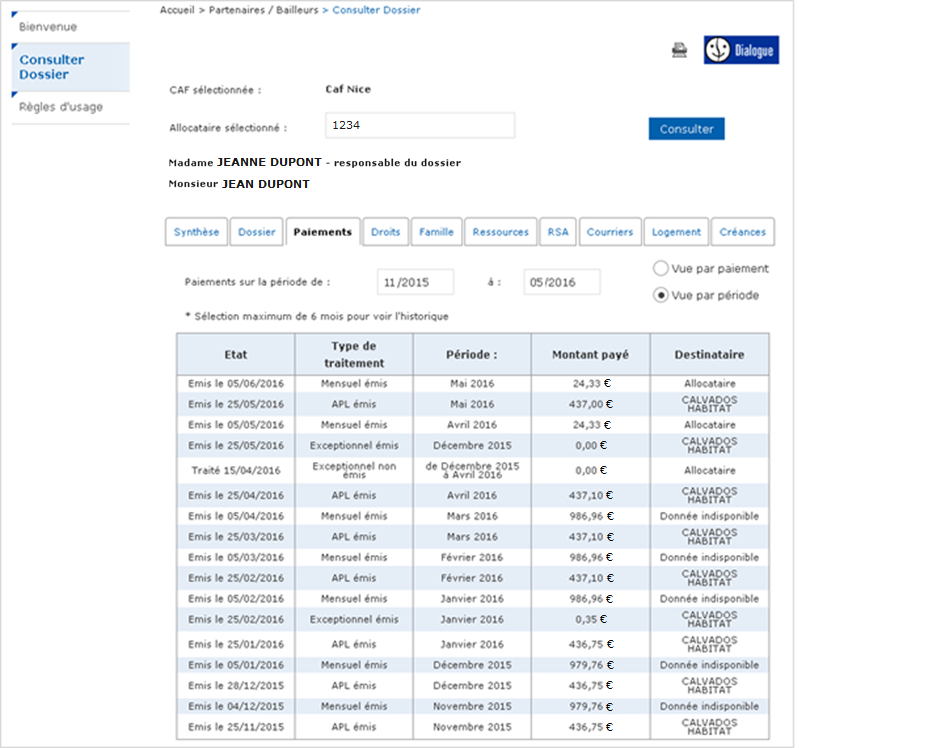 Accueil > Partenaires / Bailleurs > Consulter Dossier
Bienvenue
Consulter
Dossier
Règles d'usage
Dialogue
CAF sélectionnée : Caf Nice
Allocataire sélectionné : 1234 Consulter
Madame JEANNE DUPONT - responsable du dossier
Monsieur JEAN DUPONT
Synthèse Dossier Paiements Droits Famille Ressources RSA Courriers Logement Créances
Vue par paiement
Paiements sur la période de : 11/2015 à : 05/2016
Vue par période
* Sélection maximum de 6 mois pour voir l'historique
Etat Type de traitement Période : Montant payé Destinataire
Emis le 05/06/2016 Mensuel émis Mai 2016 24,33 € Allocataire
Emis le 25/05/2016 APL émis Mai 2016 437,00 € CALVADOS HABITAT
Emis le 05/05/2016 Mensuel émis Avril 2016 24,33 € Allocataire
Emis le 25/05/2016 Exceptionnel émis Décembre 2015 0,00 € CALVADOS HABITAT
Traité 15/04/2016 Exceptionnel non émis de Décembre 2015 à Avril 2016 0,00 € Allocataire
Emis le 25/04/2016 APL émis Avril 2016 437,10 € CALVADOS HABITAT
Emis le 05/04/2016 Mensuel émis Mars 2016 986,96 € Donnée indisponible
Emis le 25/03/2016 APL émis Mars 2016 437,10 € CALVADOS HABITAT
Emis le 05/03/2016 Mensuel émis Février 2016 986,96 € Donnée indisponible
Emis le 25/02/2016 APL émis Février 2016 437,10 € CALVADOS HABITAT
Emis le 05/02/2016 Mensuel émis Janvier 2016 986,96 € Donnée indisponible
Emis le 25/02/2016 Exceptionnel émis Janvier 2016 0,35 € CALVADOS HABITAT
Emis le 25/01/2016 APL émis Janvier 2016 436,75 € CALVADOS HABITAT
Emis le 05/01/2016 Mensuel émis Décembre 2015 979,76 € Donnée indisponible
Emis le 28/12/2015 APL émis Décembre 2015 436,75 € CALVADOS HABITAT
Emis le 04/12/2015 Mensuel émis Novembre 2015 979,76 € Donnée indisponible
Emis le 25/11/2015 APL émis Novembre 2015 436,75 € CALVADOS HABITAT